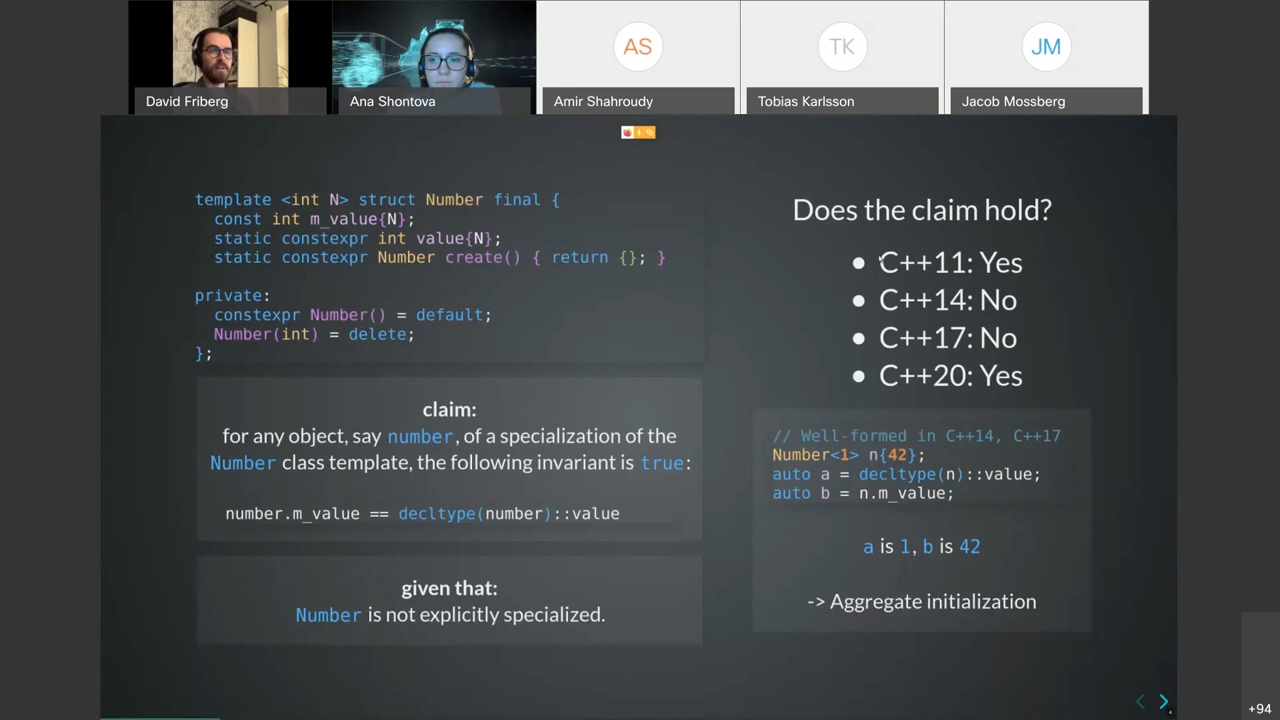 David Friberg
Ana Shontova
AS
Amir Shahroudy
TK
Tobias Karlsson
JM
Jacob Mossberg
template <int N> struct Number final {
const int m_value{N};
static constexpr int value{N};
static constexpr Number create() { return {}; }
private:
constexpr Number() = default;
Number(int) = delete;
};
claim:
for any object, say number, of a specialization of the
Number class template, the following invariant is true:
number.m_value == decltype(number)::value
given that:
Number is not explicitly specialized.
Does the claim hold?
• C++11: Yes
• C++14: No
• C++17: No
• C++20: Yes
// Well-formed in C++14, C++17
Number<1> n{42};
auto a = decltype(n)::value;
auto b = n.m_value;
a is 1, b is 42
-> Aggregate initialization
+94